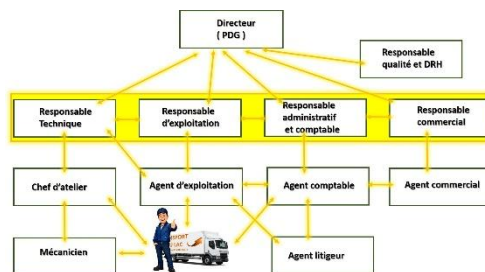 Directeur
( PDG )
Responsable
qualité et DRH
Responsable
Technique
Responsable
d'exploitation
Responsable
administratif
et comptable
Responsable
commercial
Chef d'atelier
Agent d'exploitation
Agent comptable
Agent commercial
Mécanicien
Agent litigeur